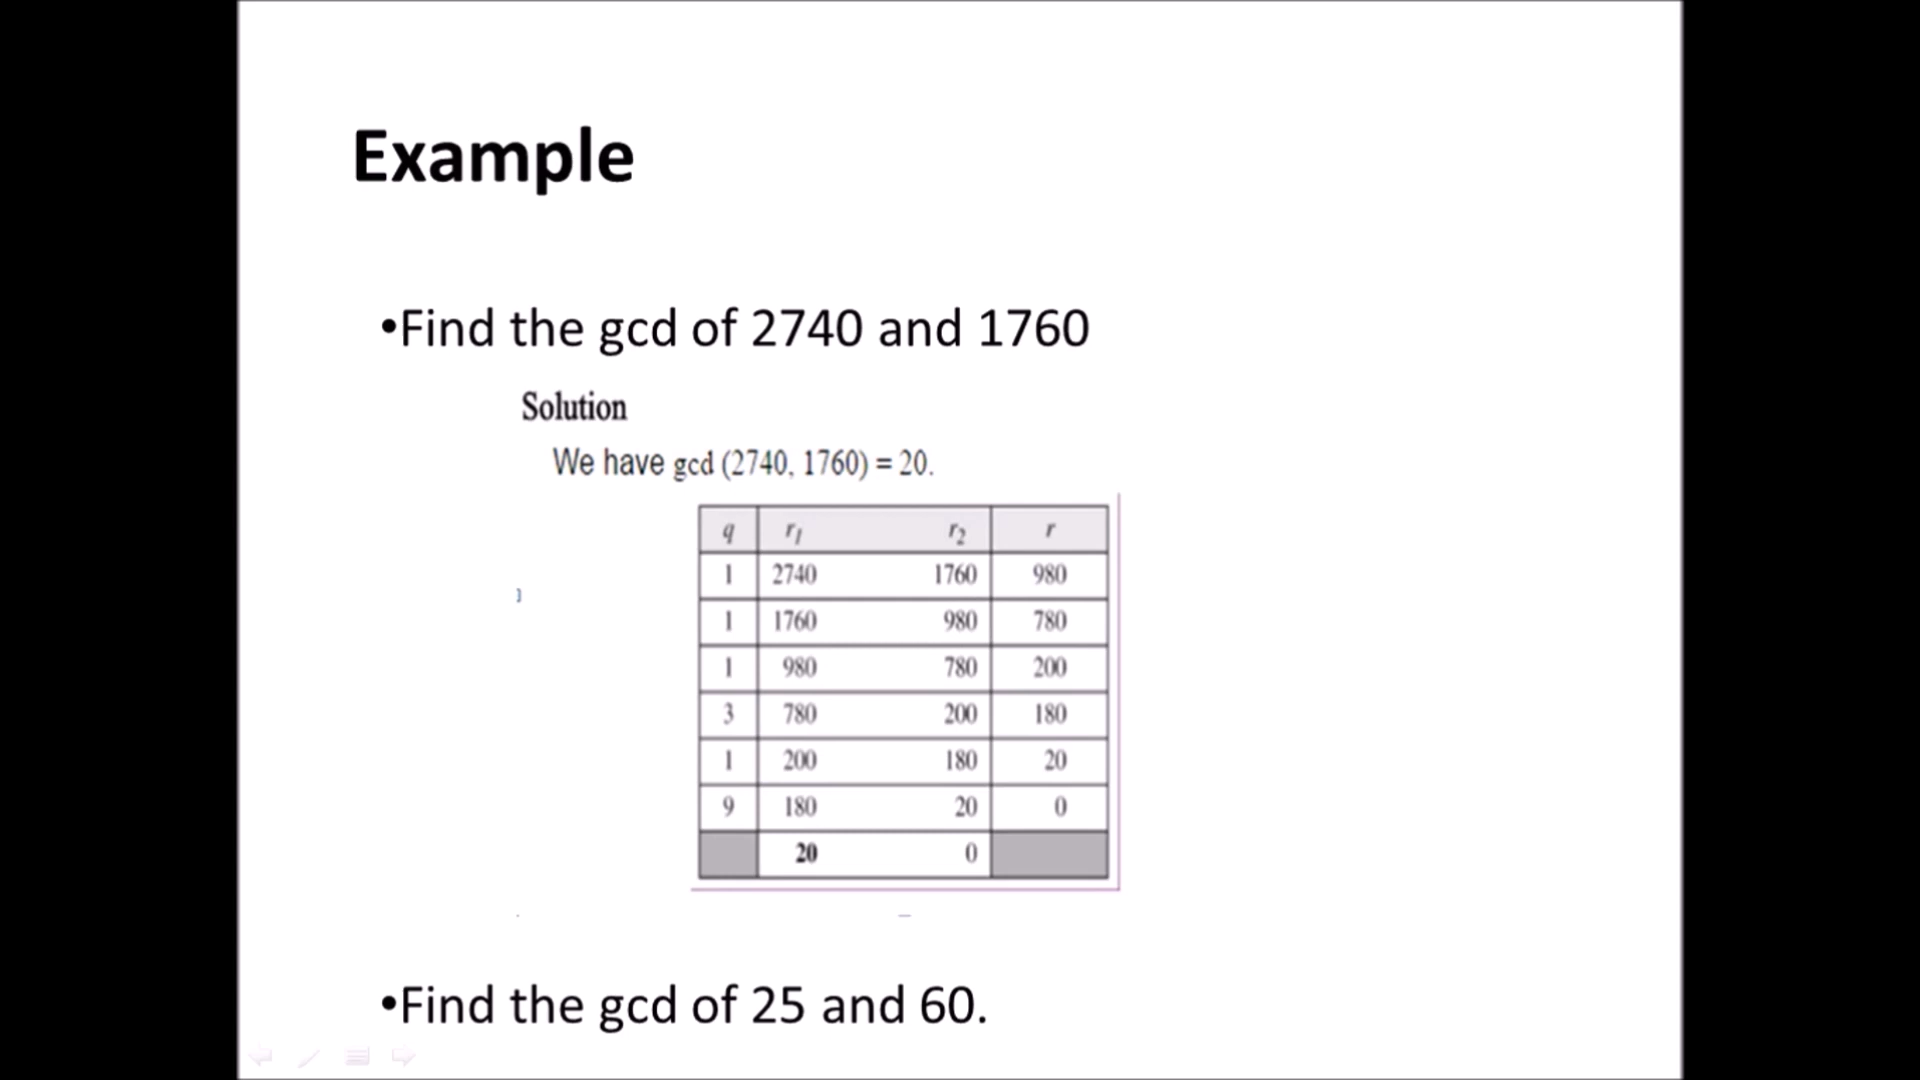 Example
•Find the gcd of 2740 and 1760
Solution
We have gcd (2740, 1760) = 20.
q r1 r2 r
1 2740 1760 980
1 1760 980 780
1 980 780 200
3 780 200 180
1 200 180 20
9 180 20 0
20 0
•Find the gcd of 25 and 60.